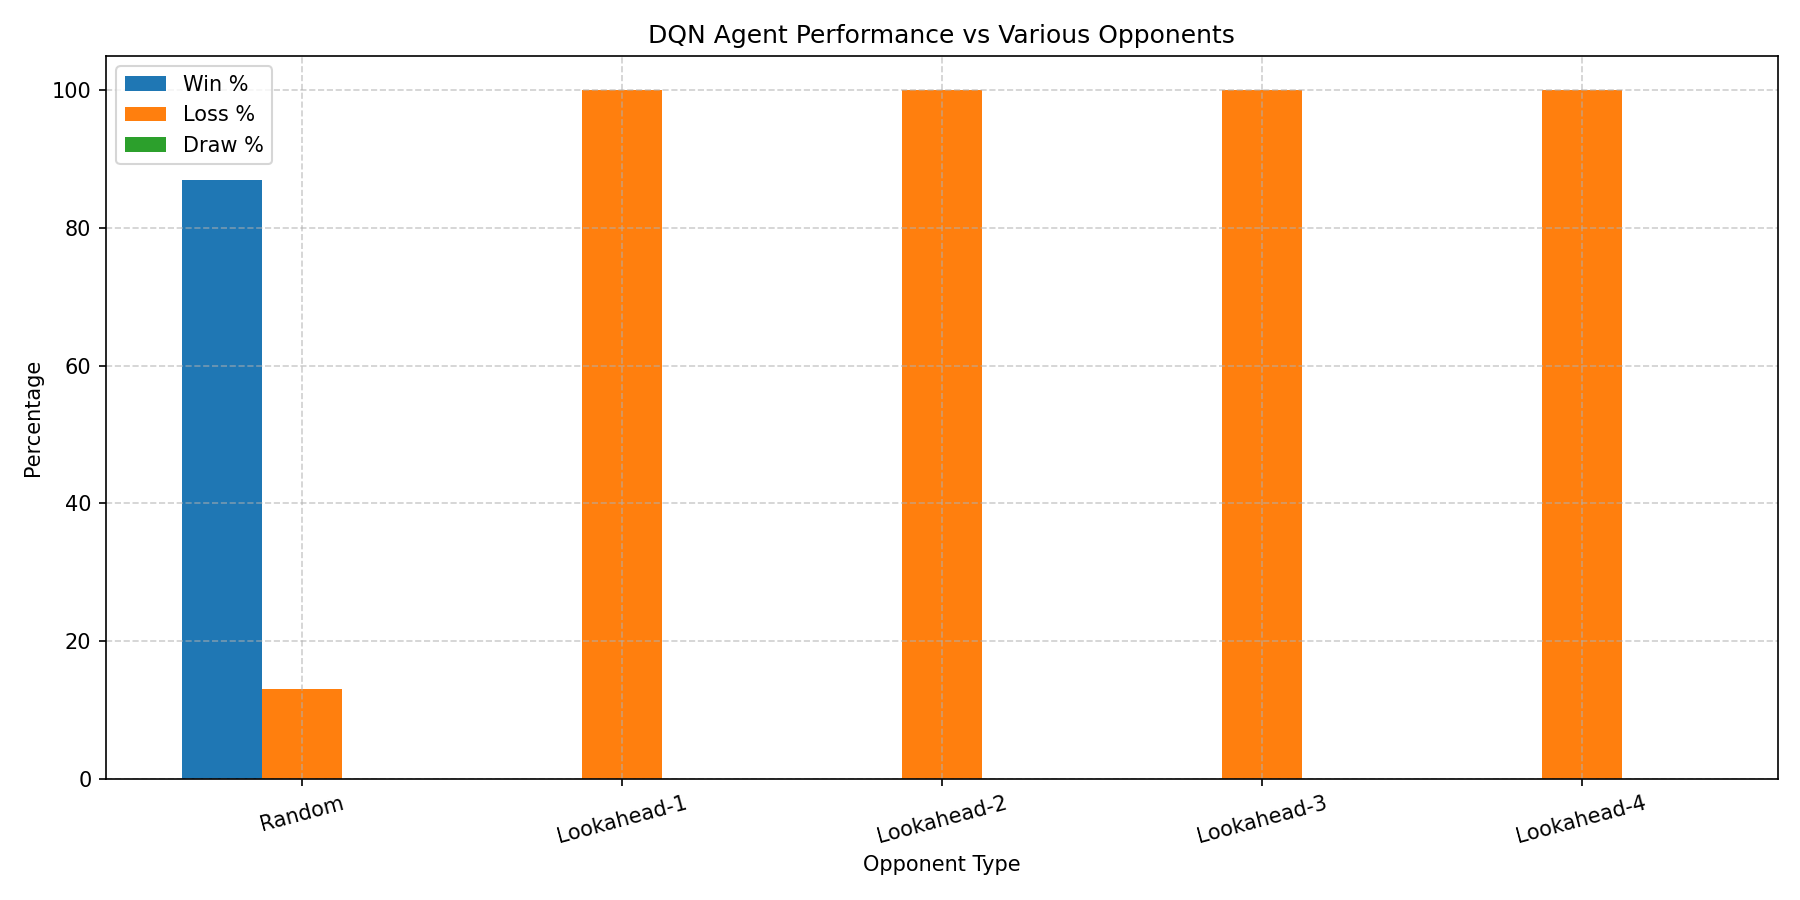 DQN Agent Performance vs Various Opponents
Win %
Loss %
Draw %
100
80
60
40
20
0
Percentage
Random
Lookahead-1
Lookahead-2
Lookahead-3
Lookahead-4
Opponent Type